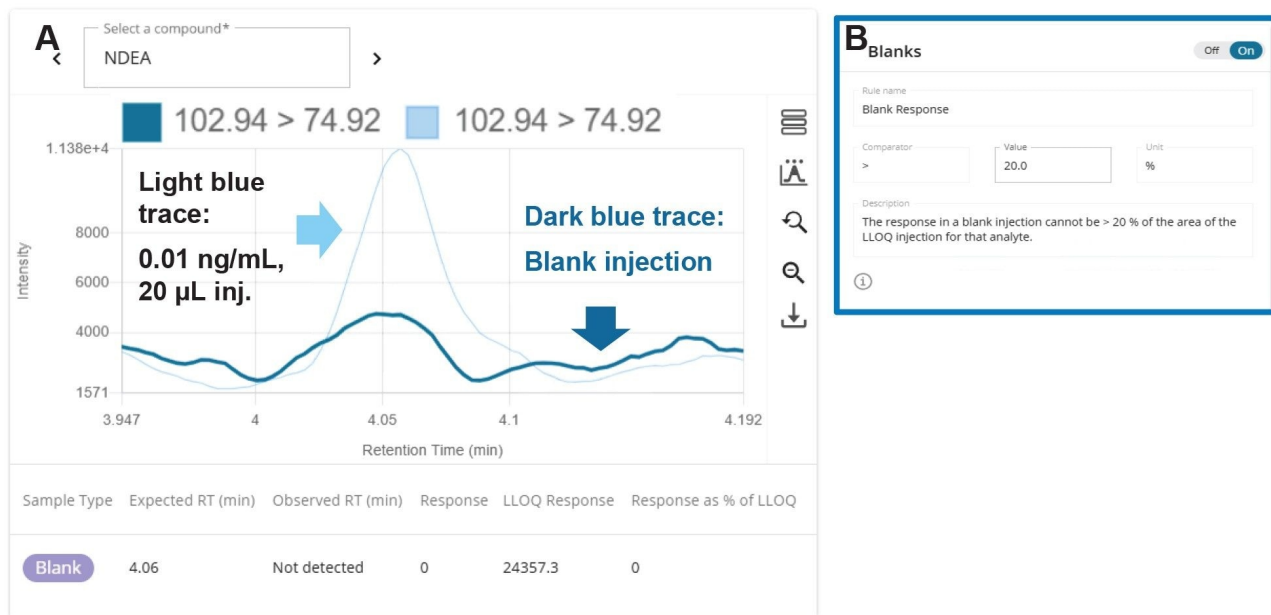 A
Select a compound*
NDEA
102.94 > 74.92
102.94 > 74.92
1.138e+4
8000
6000
4000
1571
Intensity
Light blue
trace:
0.01 ng/mL,
20 µL inj.
Dark blue trace:
Blank injection
3.947
4
4.05
4.1
4.192
Retention Time (min)
Sample Type Expected RT (min) Observed RT (min) Response LLOQ Response Response as % of LLOQ
Blank 4.06 Not detected 0 24357.3 0
B
Blanks
Off On
Rule name
Blank Response
Comparator Value Unit
> 20.0 %
Description
The response in a blank injection cannot be > 20 % of the area of the
LLOQ injection for that analyte.